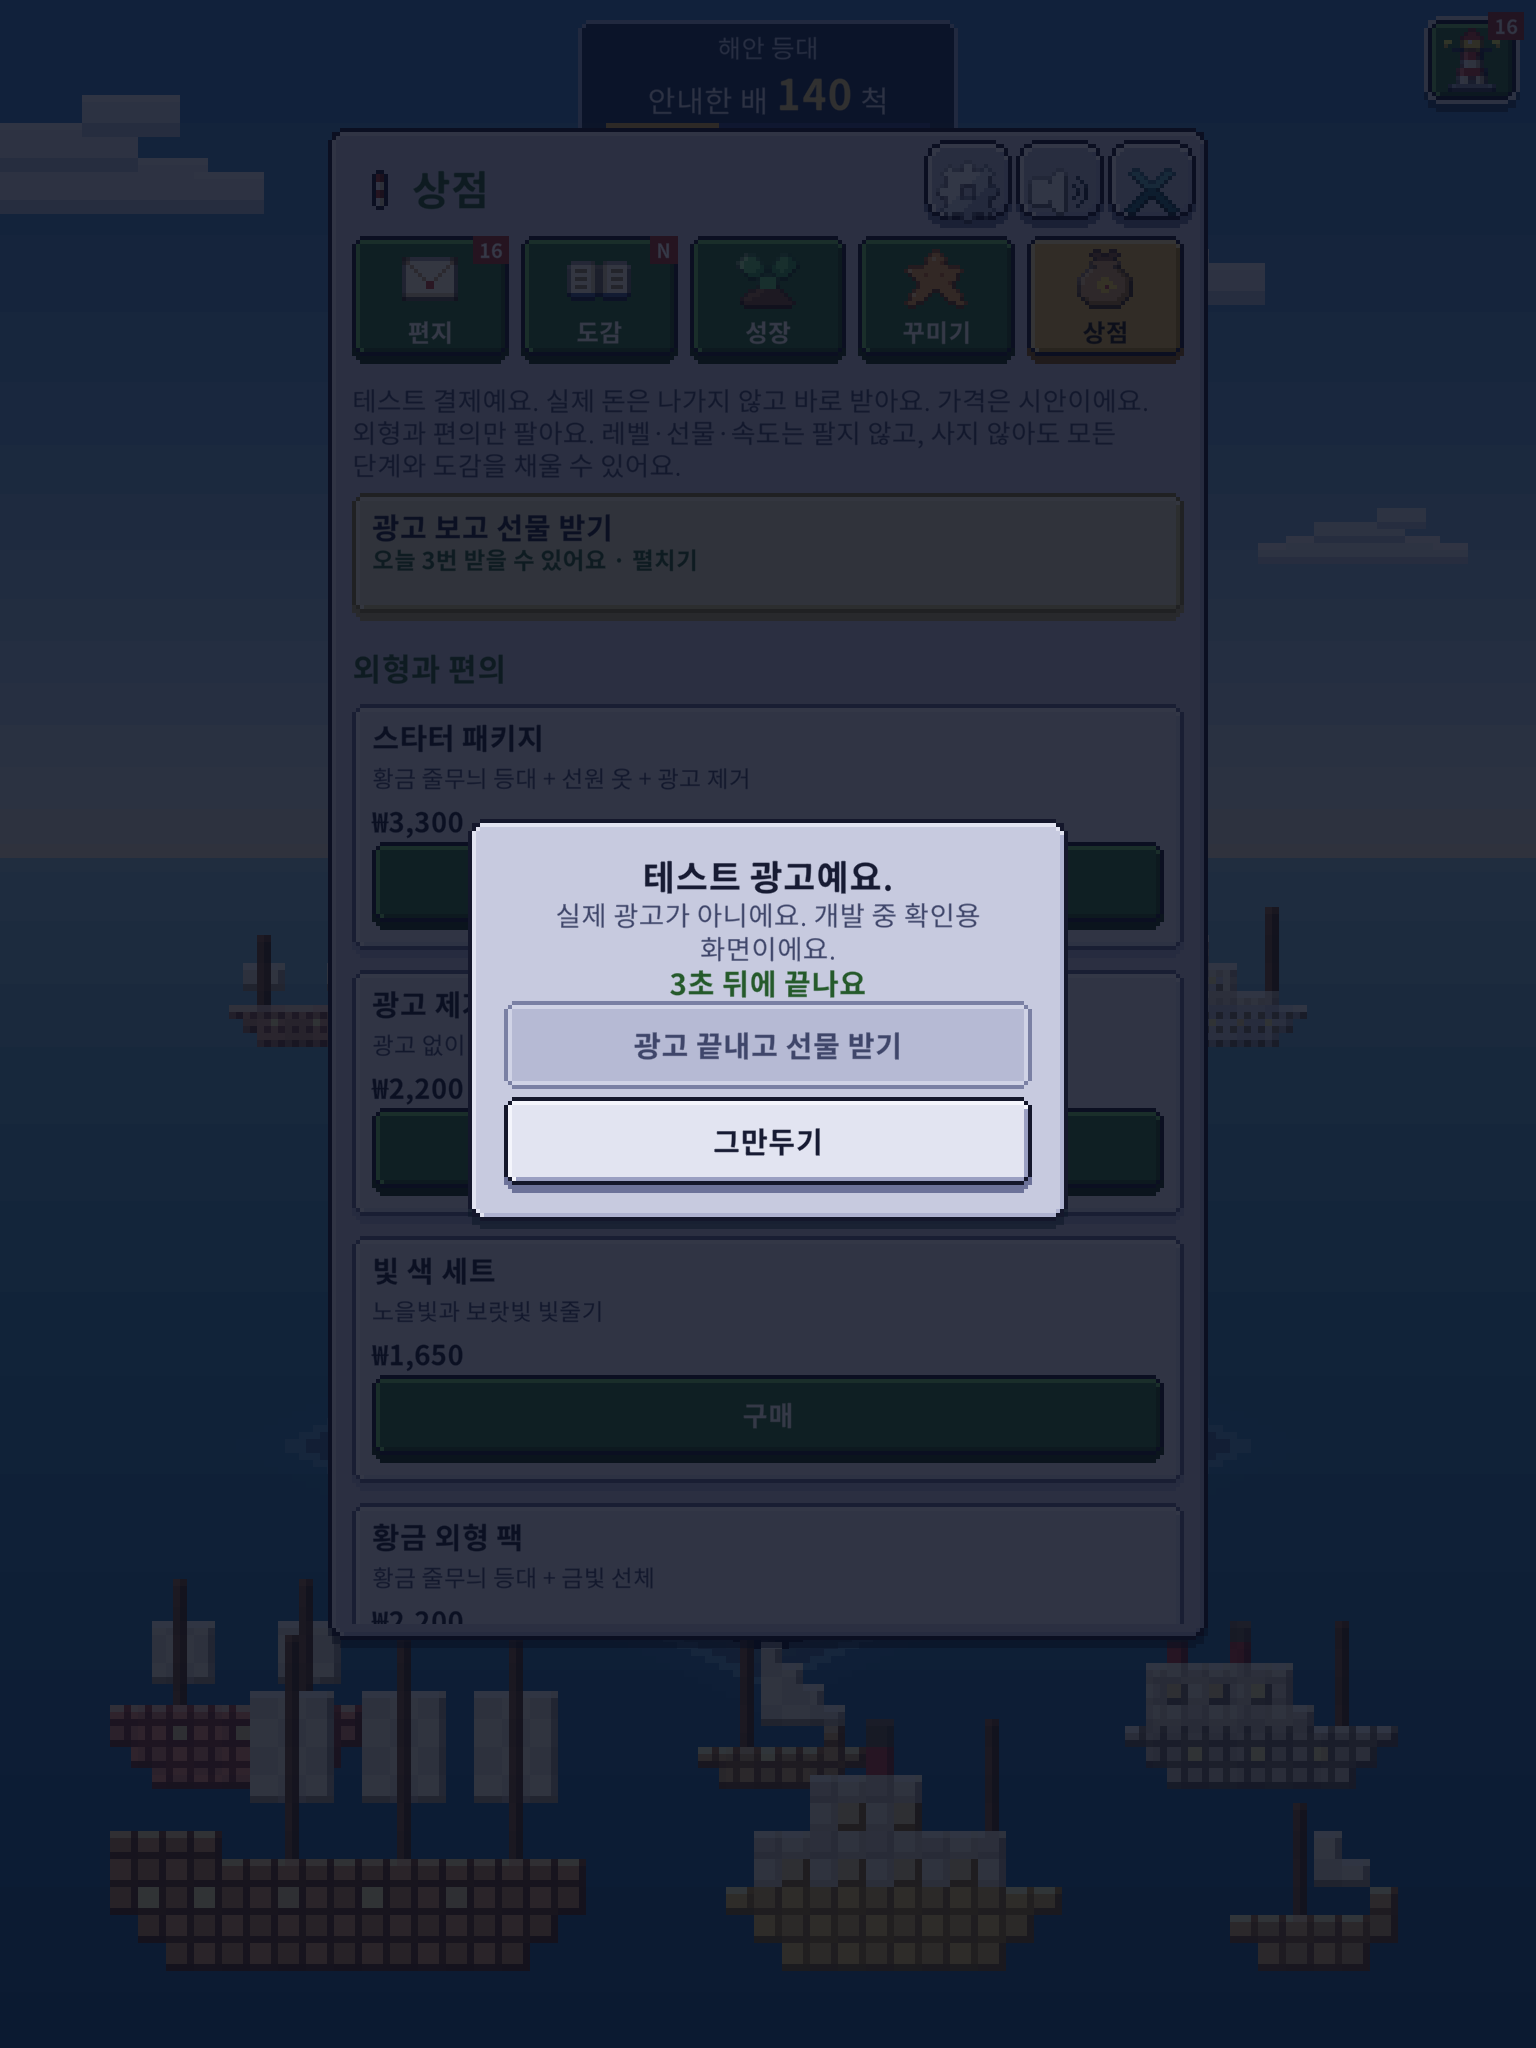 해안 등대
안내한 배 140 척
16
상점
16
N
편지
도감
성장
꾸미기
상점
테스트 결제예요. 실제 돈은 나가지 않고 바로 받아요. 가격은 시안이에요.
외형과 편의만 팔아요. 레벨·선물·속도는 팔지 않고, 사지 않아도 모든
단계와 도감을 채울 수 있어요.
광고 보고 선물 받기
오늘 3번 받을 수 있어요 · 펼치기
외형과 편의
스타터 패키지
황금 줄무늬 등대 + 선원 옷 + 광고 제거
₩3,300
테스트 광고예요.
실제 광고가 아니에요. 개발 중 확인용
화면이에요.
3초 뒤에 끝나요
광고 끝내고 선물 받기
그만두기
광고 제
광고 없이
₩2,200
빛 색 세트
노을빛과 보랏빛 빛줄기
₩1,650
구매
황금 외형 팩
황금 줄무늬 등대 + 금빛 선체
₩2,200